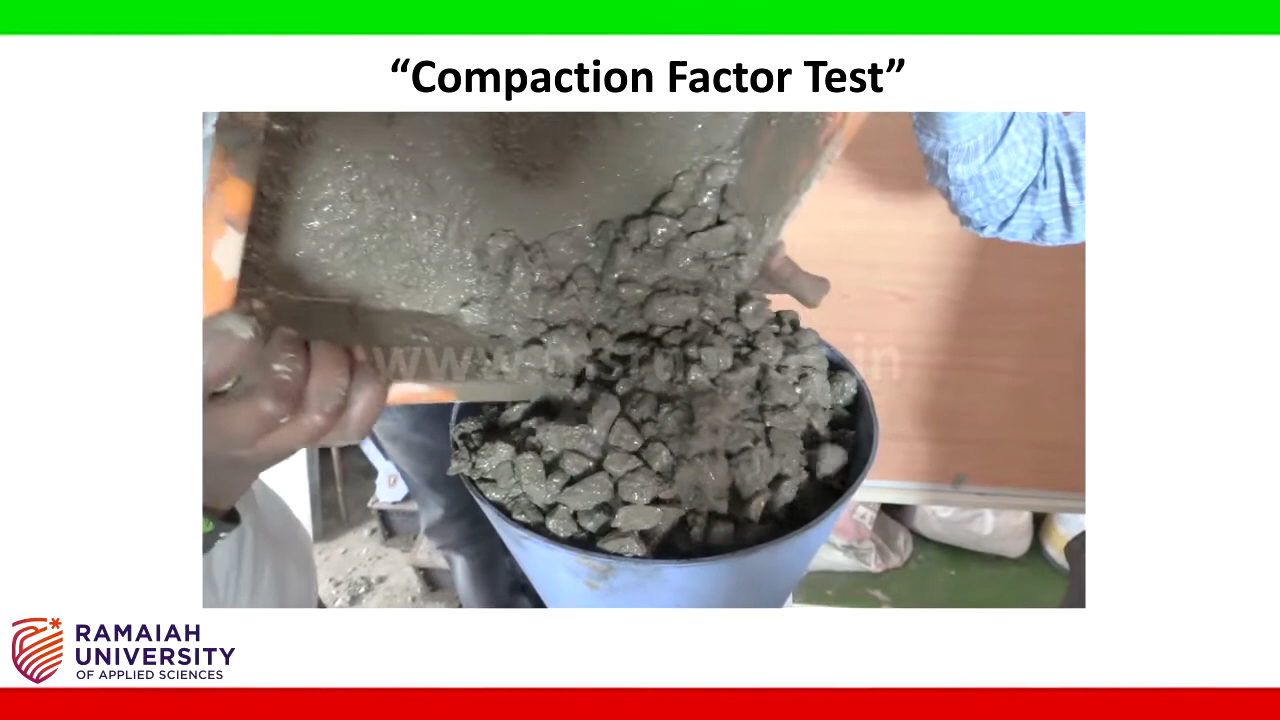 “Compaction Factor Test”
RAMAIAH
UNIVERSITY
OF APPLIED SCIENCES